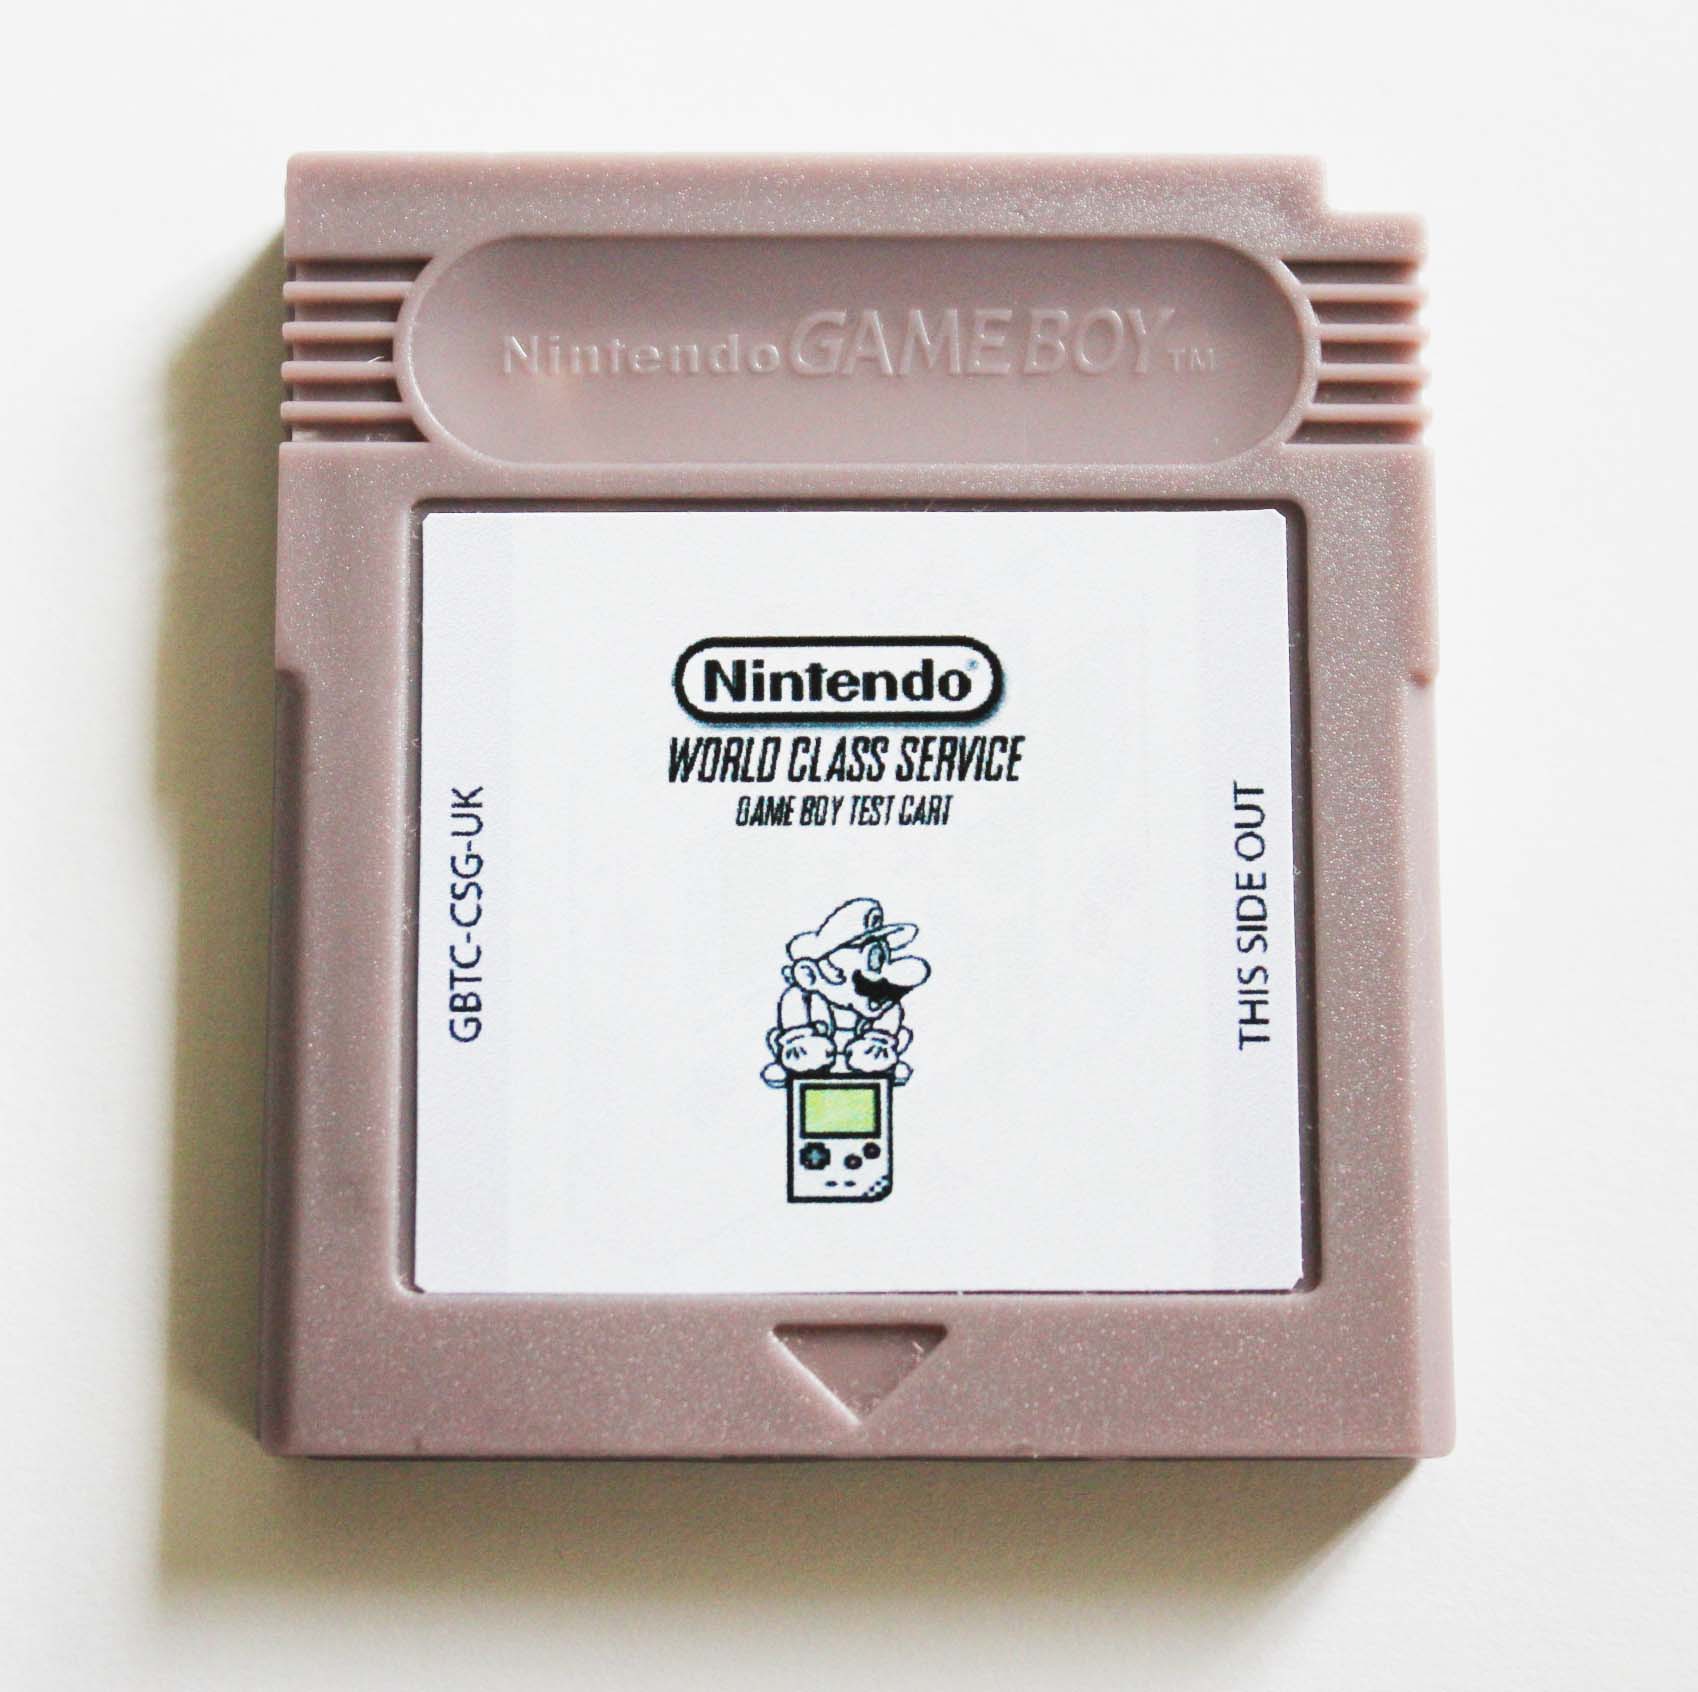 Nintendo GAME BOY TM
Nintendo®
WORLD CLASS SERVICE
GAME BOY TEST CART
GBTC-CSG-UK
THIS SIDE OUT